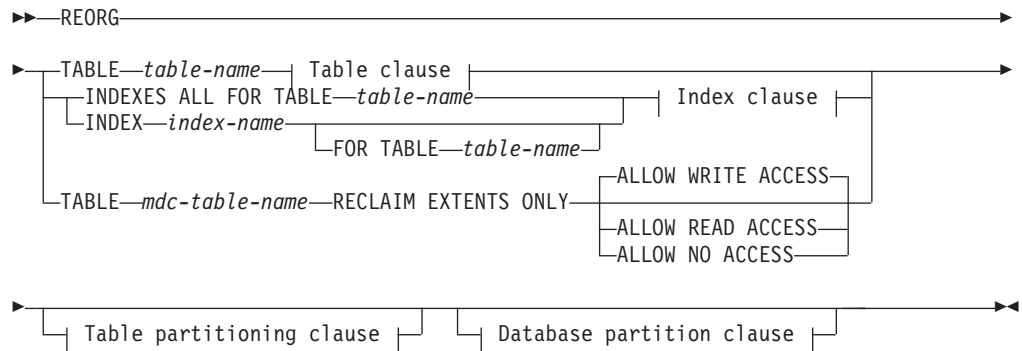 REORG
TABLE table-name Table clause
INDEXES ALL FOR TABLE table-name Index clause
INDEX index-name
FOR TABLE table-name
ALLOW WRITE ACCESS
TABLE mdc-table-name RECLAIM EXTENTS ONLY
ALLOW READ ACCESS
ALLOW NO ACCESS
Table partitioning clause Database partition clause